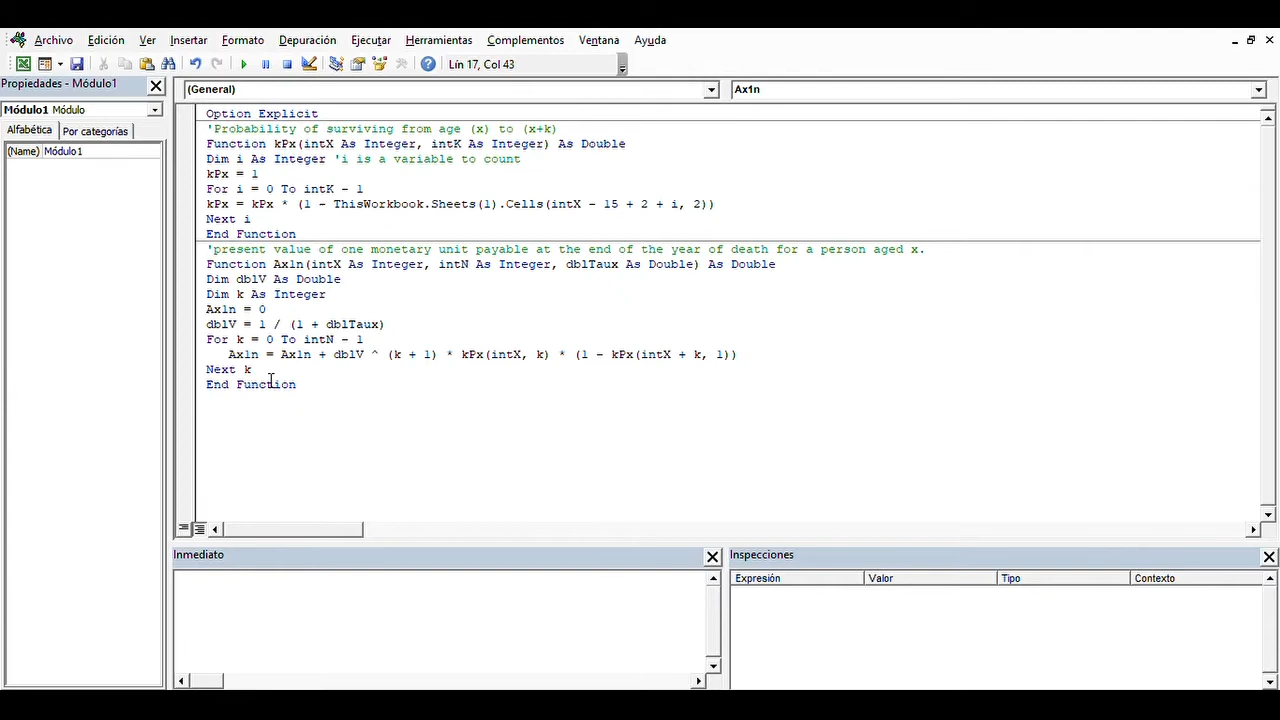 Archivo Edición Ver Insertar Formato Depuración Ejecutar Herramientas Complementos Ventana Ayuda
Lín 17, Col 43
Propiedades - Módulo1
Módulo1 Módulo
Alfabética Por categorías
(Name) Módulo1
(General) Ax1n
Option Explicit
'Probability of surviving from age (x) to (x+k)
Function kPx(intX As Integer, intK As Integer) As Double
Dim i As Integer 'i is a variable to count
kPx = 1
For i = 0 To intK - 1
kPx = kPx * (1 - ThisWorkbook.Sheets(1).Cells(intX - 15 + 2 + i, 2))
Next i
End Function
'present value of one monetary unit payable at the end of the year of death for a person aged x.
Function Ax1n(intX As Integer, intN As Integer, dblTaux As Double) As Double
Dim dblV As Double
Dim k As Integer
Ax1n = 0
dblV = 1 / (1 + dblTaux)
For k = 0 To intN - 1
Ax1n = Ax1n + dblV ^ (k + 1) * kPx(intX, k) * (1 - kPx(intX + k, 1))
Next k
End Function
Inmediato
Inspecciones
Expresión Valor Tipo Contexto